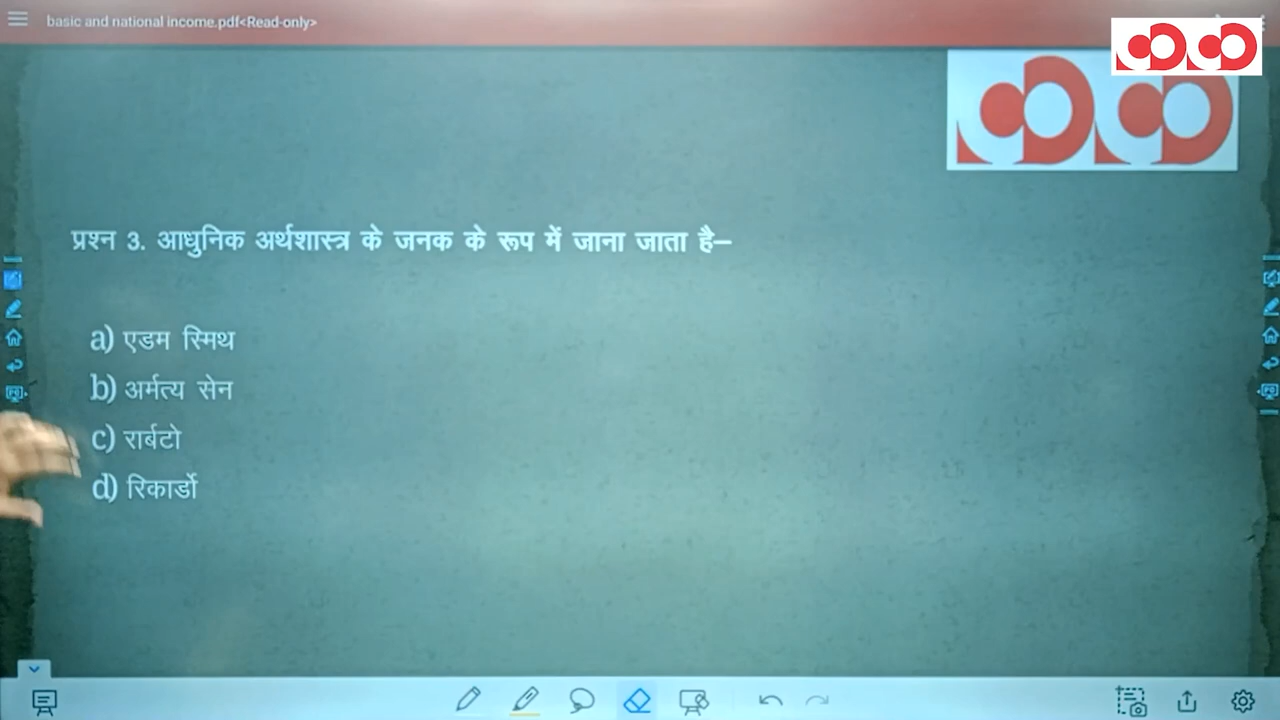 basic and national income.pdf<Read-only>
प्रश्न 3. आधुनिक अर्थशास्त्र के जनक के रूप में जाना जाता है–
a) एडम स्मिथ
b) अर्मत्य सेन
c) रार्बटो
d) रिकार्डो